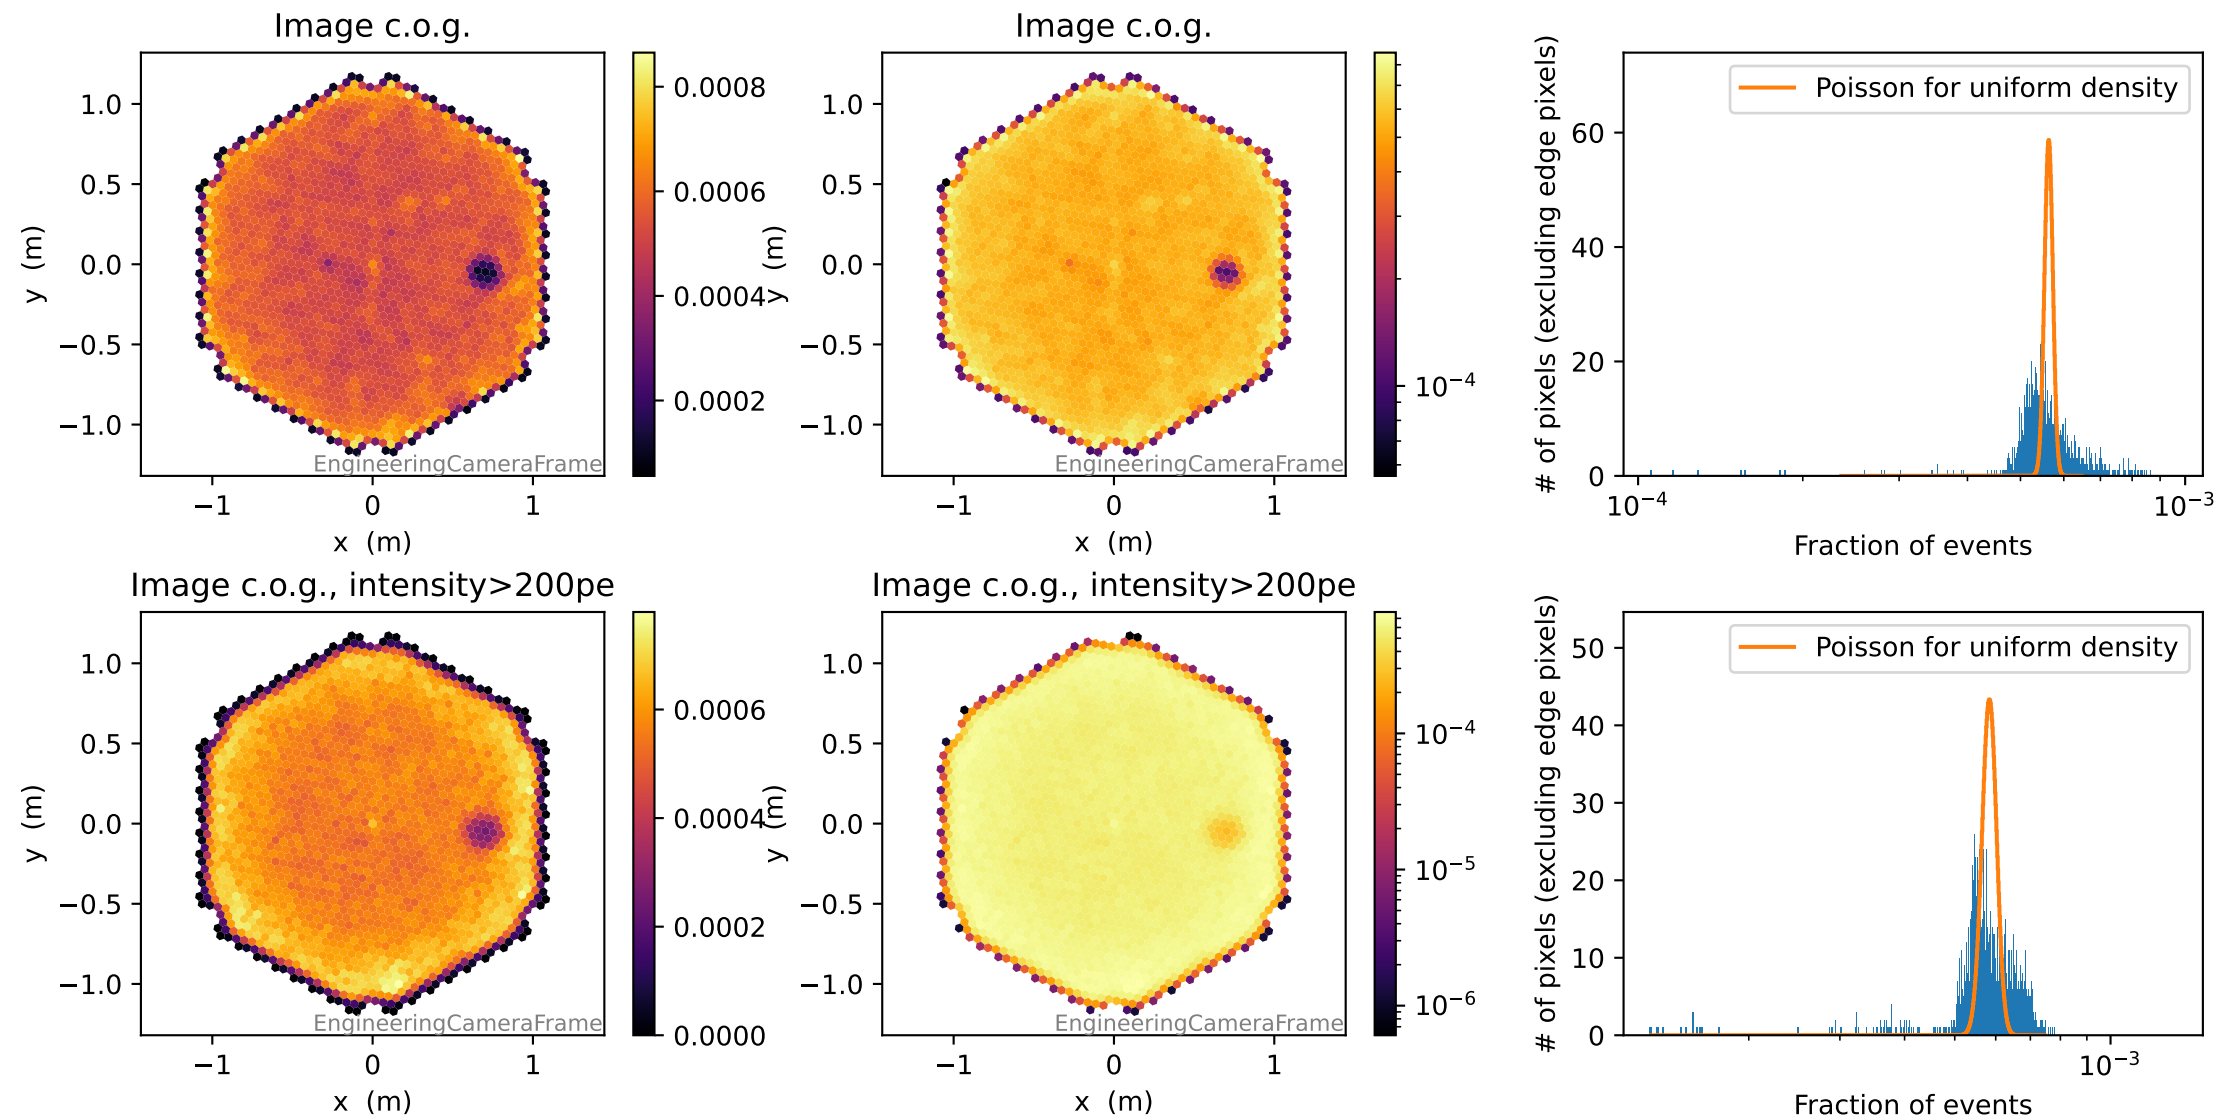 Image c.o.g.
1.0
0.5
0.0
−0.5
−1.0
y (m)
−1
0
1
x (m)
EngineeringCameraFrame
0.0008
0.0006
0.0004
0.0002
Image c.o.g.
1.0
0.5
0.0
−0.5
−1.0
y (m)
−1
0
1
x (m)
EngineeringCameraFrame
10⁻⁴
# of pixels (excluding edge pixels)
60
40
20
0
Poisson for uniform density
10⁻⁴
10⁻³
Fraction of events
Image c.o.g., intensity>200pe
1.0
0.5
0.0
−0.5
−1.0
y (m)
−1
0
1
x (m)
EngineeringCameraFrame
0.0006
0.0004
0.0002
0.0000
Image c.o.g., intensity>200pe
1.0
0.5
0.0
−0.5
−1.0
y (m)
−1
0
1
x (m)
EngineeringCameraFrame
10⁻⁴
10⁻⁵
10⁻⁶
# of pixels (excluding edge pixels)
50
40
30
20
10
0
Poisson for uniform density
10⁻³
Fraction of events